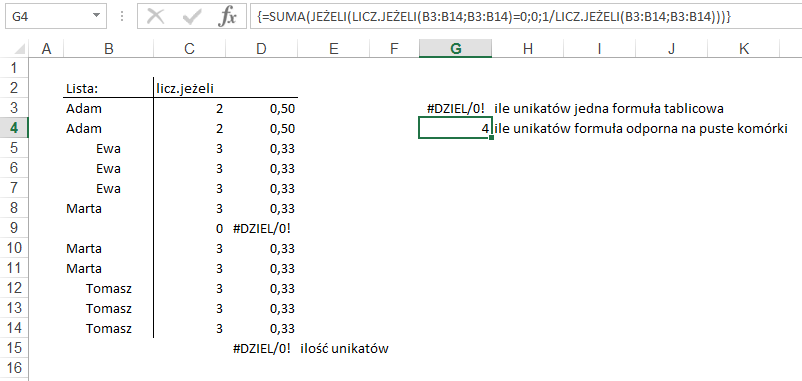 G4 {=SUMA(JEŻELI(LICZ.JEŻELI(B3:B14;B3:B14)=0;0;1/LICZ.JEŻELI(B3:B14;B3:B14)))}
A B C D E F G H I J K
1
2 Lista: licz.jeżeli
3 Adam 2 0,50 #DZIEL/0! ile unikatów jedna formuła tablicowa
4 Adam 2 0,50 4 ile unikatów formuła odporna na puste komórki
5 Ewa 3 0,33
6 Ewa 3 0,33
7 Ewa 3 0,33
8 Marta 3 0,33
9 0 #DZIEL/0!
10 Marta 3 0,33
11 Marta 3 0,33
12 Tomasz 3 0,33
13 Tomasz 3 0,33
14 Tomasz 3 0,33
15 #DZIEL/0! ilość unikatów
16